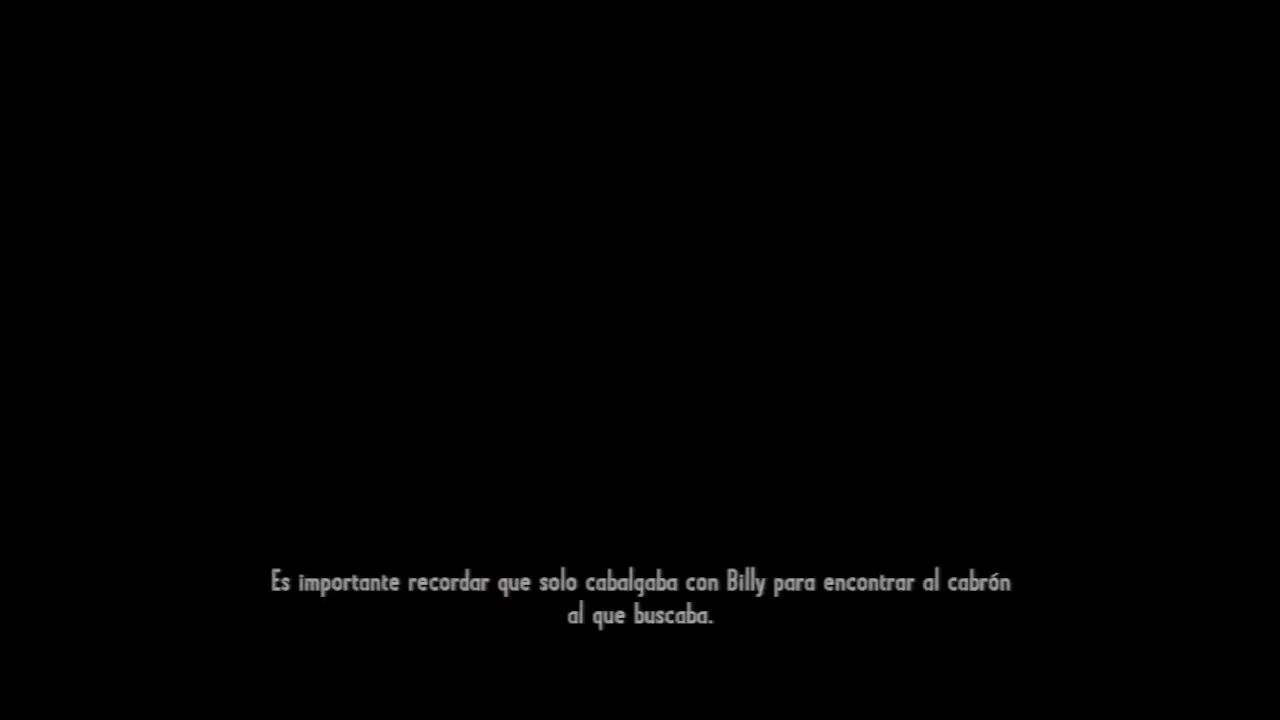 Es importante recordar que solo cabalgaba con Billy para encontrar al cabrón
al que buscaba.